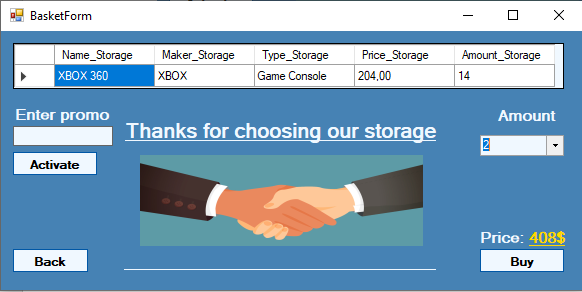 BasketForm
Name_Storage Maker_Storage Type_Storage Price_Storage Amount_Storage
XBOX 360 XBOX Game Console 204,00 14
Enter promo
Activate
Thanks for choosing our storage
Amount
2
Price: 408$
Back
Buy